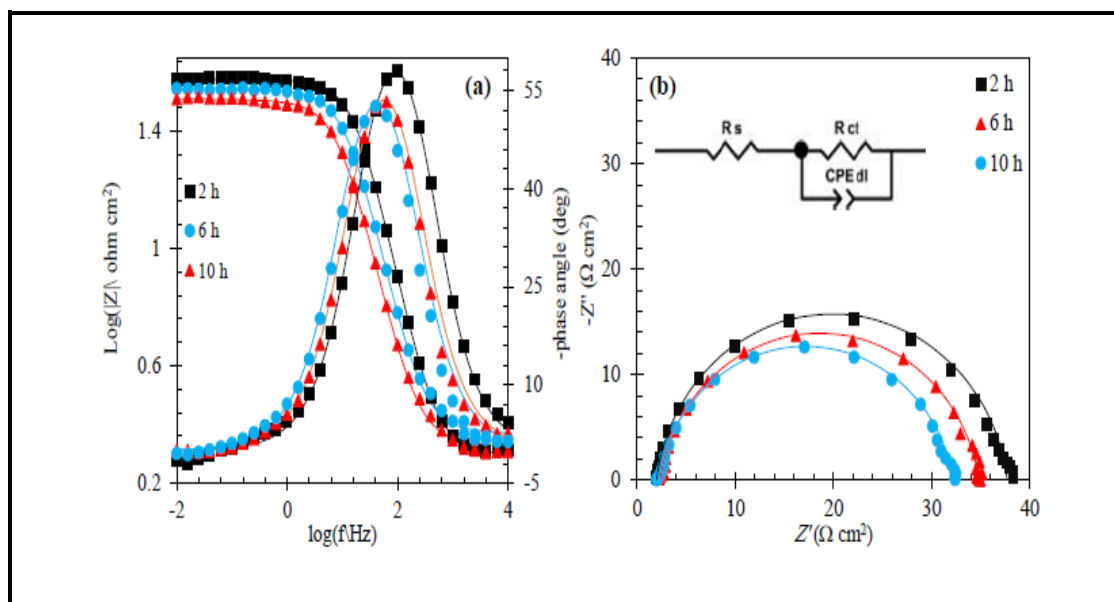 (a)
Log(|Z|\ ohm cm²)
1.4
1
0.6
0.2
2 h
6 h
10 h
-2
0
2
4
log(f\Hz)
55
40
25
10
-5
-phase angle (deg)
(b)
-Z'' (Ω cm²)
40
30
20
10
0
2 h
6 h
10 h
Rs
Rct
CPEdl
0
10
20
30
40
Z'(Ω cm²)